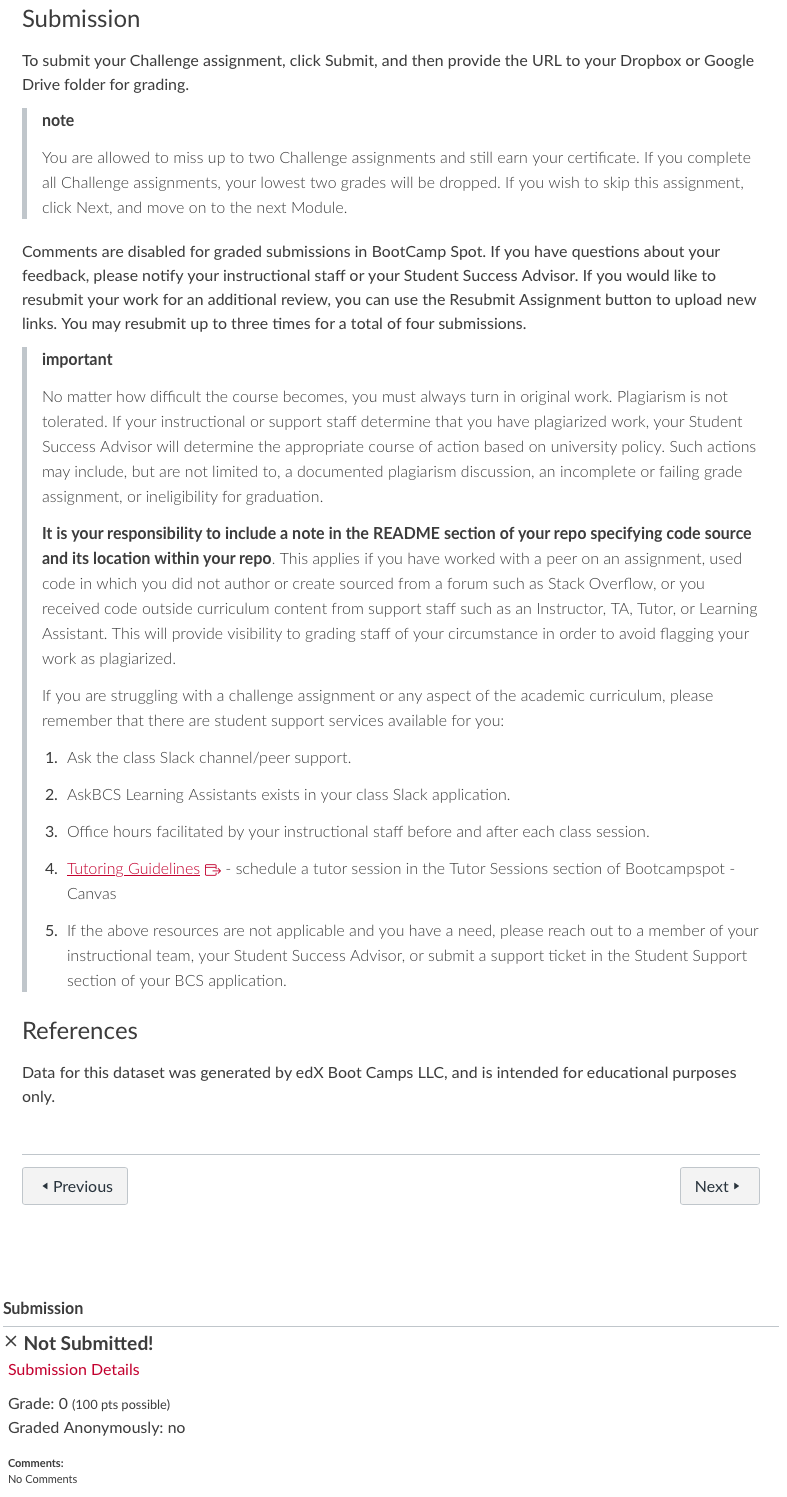 Submission
To submit your Challenge assignment, click Submit, and then provide the URL to your Dropbox or Google
Drive folder for grading.
note
You are allowed to miss up to two Challenge assignments and still earn your certificate. If you complete
all Challenge assignments, your lowest two grades will be dropped. If you wish to skip this assignment,
click Next, and move on to the next Module.
Comments are disabled for graded submissions in BootCamp Spot. If you have questions about your
feedback, please notify your instructional staff or your Student Success Advisor. If you would like to
resubmit your work for an additional review, you can use the Resubmit Assignment button to upload new
links. You may resubmit up to three times for a total of four submissions.
important
No matter how difficult the course becomes, you must always turn in original work. Plagiarism is not
tolerated. If your instructional or support staff determine that you have plagiarized work, your Student
Success Advisor will determine the appropriate course of action based on university policy. Such actions
may include, but are not limited to, a documented plagiarism discussion, an incomplete or failing grade
assignment, or ineligibility for graduation.
It is your responsibility to include a note in the README section of your repo specifying code source
and its location within your repo. This applies if you have worked with a peer on an assignment, used
code in which you did not author or create sourced from a forum such as Stack Overflow, or you
received code outside curriculum content from support staff such as an Instructor, TA, Tutor, or Learning
Assistant. This will provide visibility to grading staff of your circumstance in order to avoid flagging your
work as plagiarized.
If you are struggling with a challenge assignment or any aspect of the academic curriculum, please
remember that there are student support services available for you:
1. Ask the class Slack channel/peer support.
2. AskBCS Learning Assistants exists in your class Slack application.
3. Office hours facilitated by your instructional staff before and after each class session.
4. Tutoring Guidelines - schedule a tutor session in the Tutor Sessions section of Bootcampspot -
Canvas
5. If the above resources are not applicable and you have a need, please reach out to a member of your
instructional team, your Student Success Advisor, or submit a support ticket in the Student Support
section of your BCS application.
References
Data for this dataset was generated by edX Boot Camps LLC, and is intended for educational purposes
only.
Previous
Next
Submission
Not Submitted!
Submission Details
Grade: 0 (100 pts possible)
Graded Anonymously: no
Comments:
No Comments